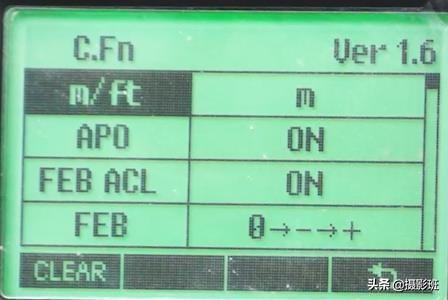 C.Fn Ver 1.6
m/ft m
APO ON
FEB ACL ON
FEB 0→-→+
CLEAR
头条 @摄影班